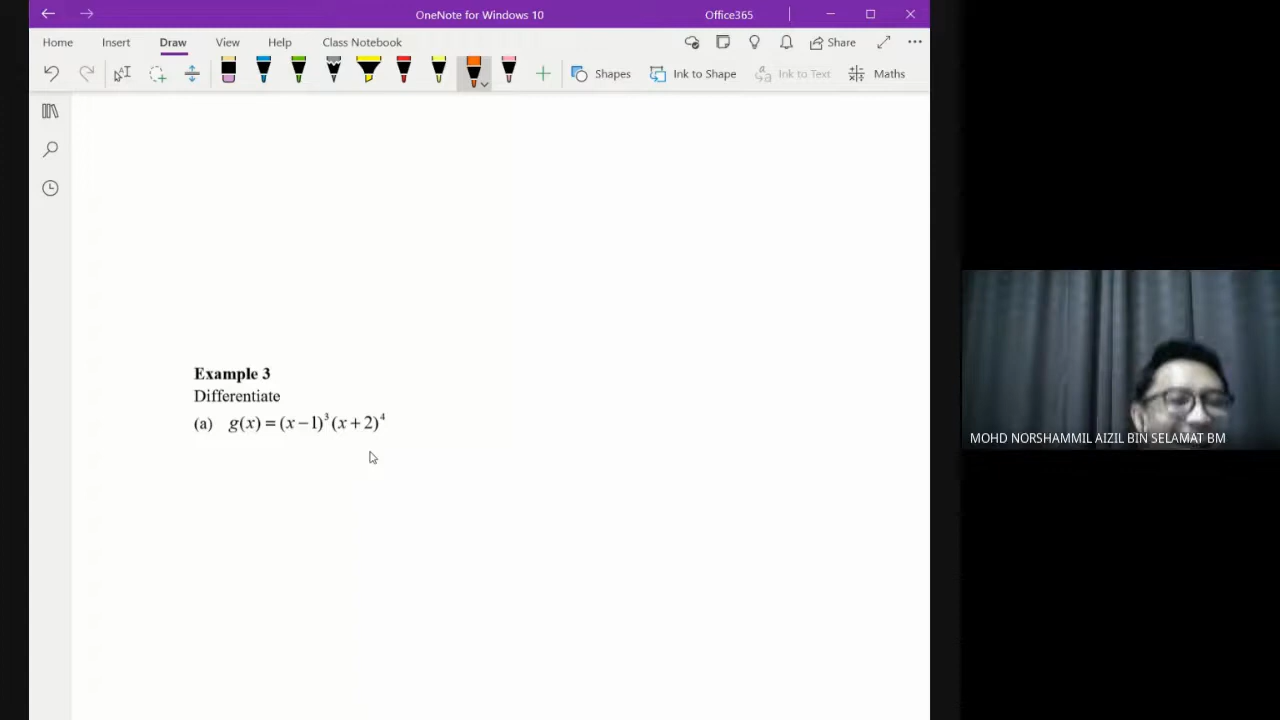 OneNote for Windows 10
Office365
Home Insert Draw View Help Class Notebook
Share
Shapes Ink to Shape Ink to Text Maths
Example 3
Differentiate
(a) g(x) = (x−1)³(x+2)⁴
MOHD NORSHAMMIL AIZIL BIN SELAMAT BM